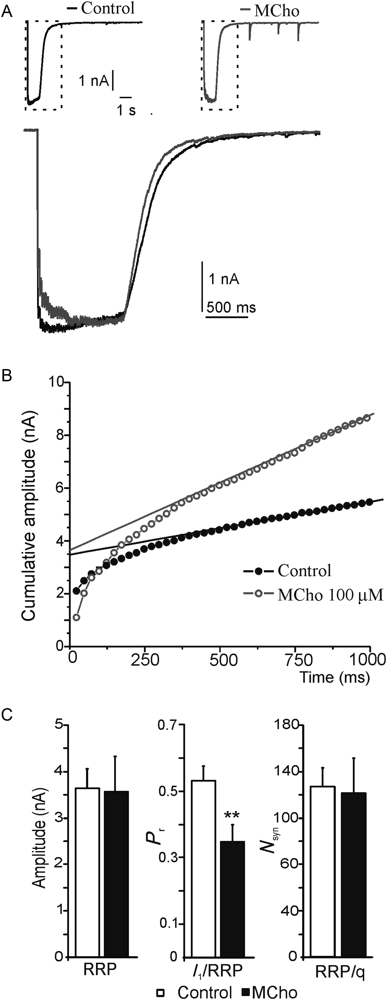 A
Control
MCho
1 nA
1 s
1 nA
500 ms
B
Cumulative amplitude (nA)
10
8
6
4
2
0
Control
MCho 100 μM
0 250 500 750 1000
Time (ms)
C
Amplitude (nA)
5
4
3
2
1
0
RRP
Pr
0.7
0.5
0.3
0.1
0
**
I1/RRP
Nsyn
180
140
100
60
40
0
RRP/q
Control MCho